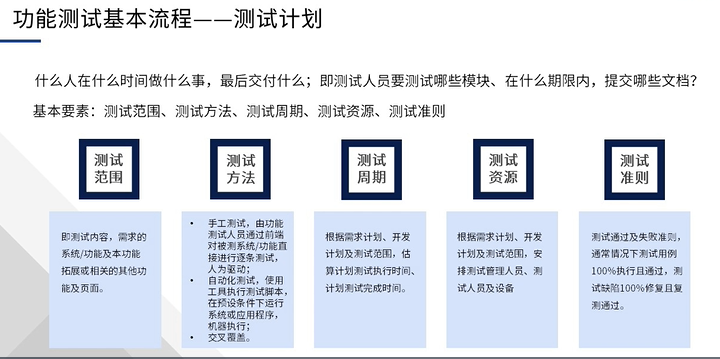 功能测试基本流程——测试计划
什么人在什么时间做什么事，最后交付什么；即测试人员要测试哪些模块、在什么期限内，提交哪些文档？
基本要素：测试范围、测试方法、测试周期、测试资源、测试准则
测试
范围
即测试内容，需求的
系统/功能及本功能
拓展或相关的其他功
能及页面。
测试
方法
• 手工测试，由功能
测试人员通过前端
对被测系统/功能直
接进行逐条测试，
人为驱动；
• 自动化测试，使用
工具执行测试脚本，
在预设条件下运行
系统或应用程序，
机器执行；
• 交叉覆盖。
测试
周期
根据需求计划、开发
计划及测试范围，估
算计划测试执行时间、
计划测试完成时间。
测试
资源
根据需求计划、开发
计划及测试范围，安
排测试管理人员、测
试人员及设备
测试
准则
测试通过及失败准则，
通常情况下测试用例
100%执行且通过，测
试缺陷100%修复且复
测通过。